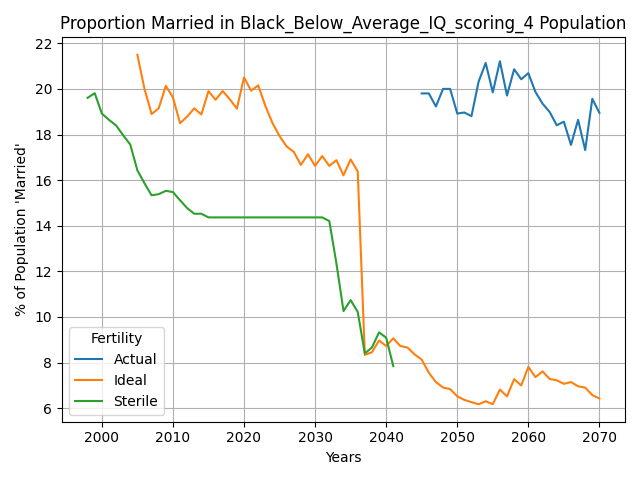 Proportion Married in Black_Below_Average_IQ_scoring_4 Population
% of Population 'Married'
22
20
18
16
14
12
10
8
6
Fertility
Actual
Ideal
Sterile
2000 2010 2020 2030 2040 2050 2060 2070
Years